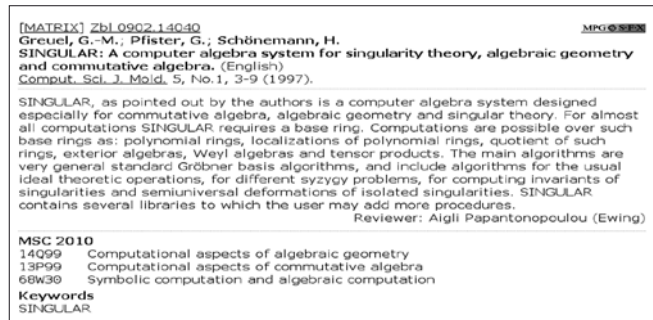 [MATRIX] Zbl 0902.14040
MPG S·F·X
Greuel, G.-M.; Pfister, G.; Schönemann, H.
SINGULAR: A computer algebra system for singularity theory, algebraic geometry
and commutative algebra. (English)
Comput. Sci. J. Mold. 5, No.1, 3-9 (1997).
SINGULAR, as pointed out by the authors is a computer algebra system designed
especially for commutative algebra, algebraic geometry and singular theory. For almost
all computations SINGULAR requires a base ring. Computations are possible over such
base rings as: polynomial rings, localizations of polynomial rings, quotient of such
rings, exterior algebras, Weyl algebras and tensor products. The main algorithms are
very general standard Gröbner basis algorithms, and include algorithms for the usual
ideal theoretic operations, for different syzygy problems, for computing invariants of
singularities and semiuniversal deformations of isolated singularities. SINGULAR
contains several libraries to which the user may add more procedures.
Reviewer: Aigli Papantonopoulou (Ewing)
MSC 2010
14Q99 Computational aspects of algebraic geometry
13P99 Computational aspects of commutative algebra
68W30 Symbolic computation and algebraic computation
Keywords
SINGULAR